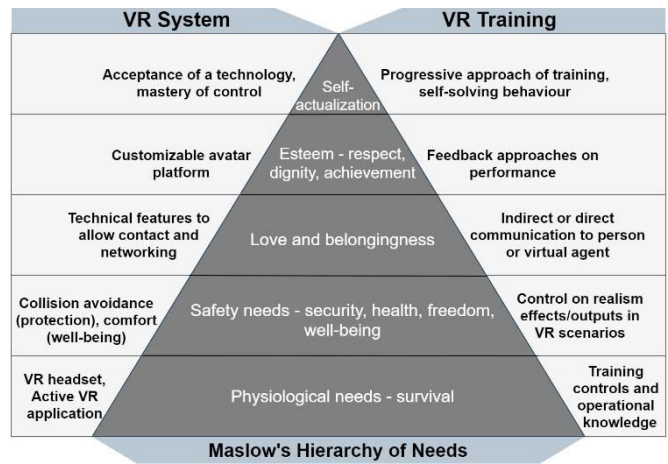 VR System
VR Training
Acceptance of a technology,
mastery of control
Self-
actualization
Progressive approach of training,
self-solving behaviour
Customizable avatar
platform
Esteem - respect,
dignity, achievement
Feedback approaches on
performance
Technical features to
allow contact and
networking
Love and belongingness
Indirect or direct
communication to person
or virtual agent
Collision avoidance
(protection), comfort
(well-being)
Safety needs - security, health, freedom,
well-being
Control on realism
effects/outputs in
VR scenarios
VR headset,
Active VR
application
Physiological needs - survival
Training
controls and
operational
knowledge
Maslow's Hierarchy of Needs